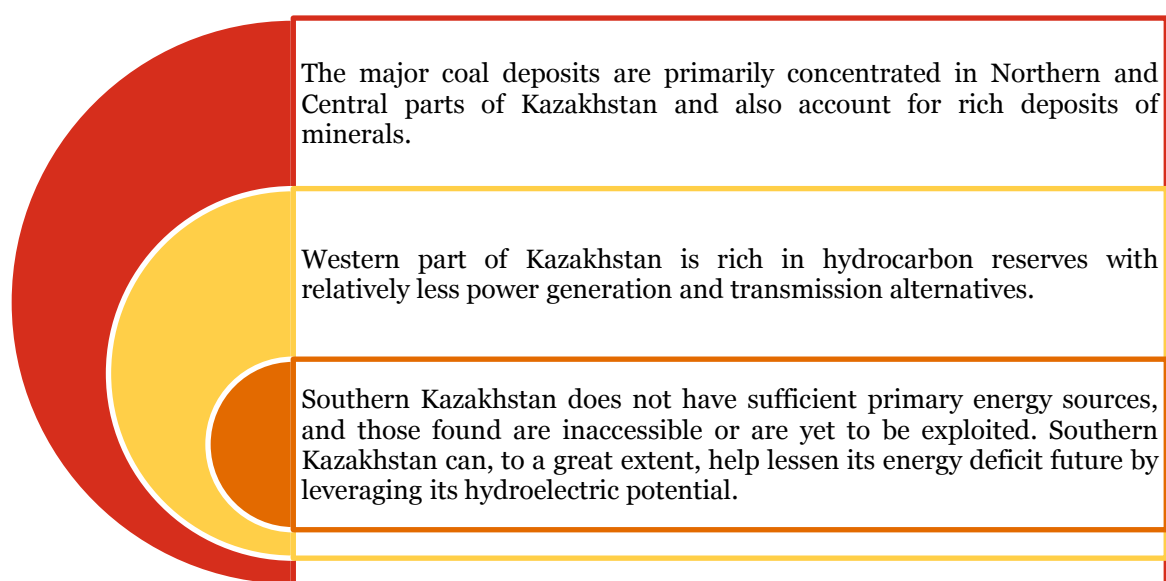 The major coal deposits are primarily concentrated in Northern and
Central parts of Kazakhstan and also account for rich deposits of
minerals.
Western part of Kazakhstan is rich in hydrocarbon reserves with
relatively less power generation and transmission alternatives.
Southern Kazakhstan does not have sufficient primary energy sources,
and those found are inaccessible or are yet to be exploited. Southern
Kazakhstan can, to a great extent, help lessen its energy deficit future by
leveraging its hydroelectric potential.